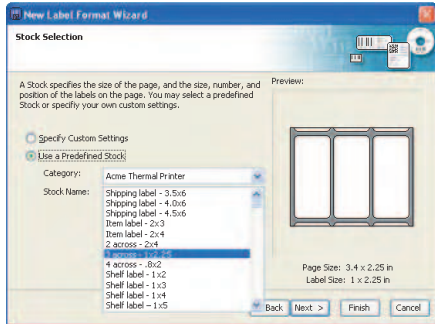 New Label Format Wizard
Stock Selection
A Stock specifies the size of the page, and the size, number, and
position of the labels on the page. You may select a predefined
Stock or specifiy your own custom settings.
Preview:
Specify Custom Settings
Use a Predefined Stock
Category:
Acme Thermal Printer
Stock Name:
Shipping label - 3.5x6
Shipping label - 4.0x6
Shipping label - 4.5x6
Item label - 2x3
Item label - 2x4
2 across - 2x4
3 across - 1x2.25
4 across - .8x2
Shelf label - 1x2
Shelf label - 1x3
Shelf label - 1x4
Shelf label - 1x5
Page Size: 3.4 x 2.25 in
Label Size: 1 x 2.25 in
Back
Next >
Finish
Cancel